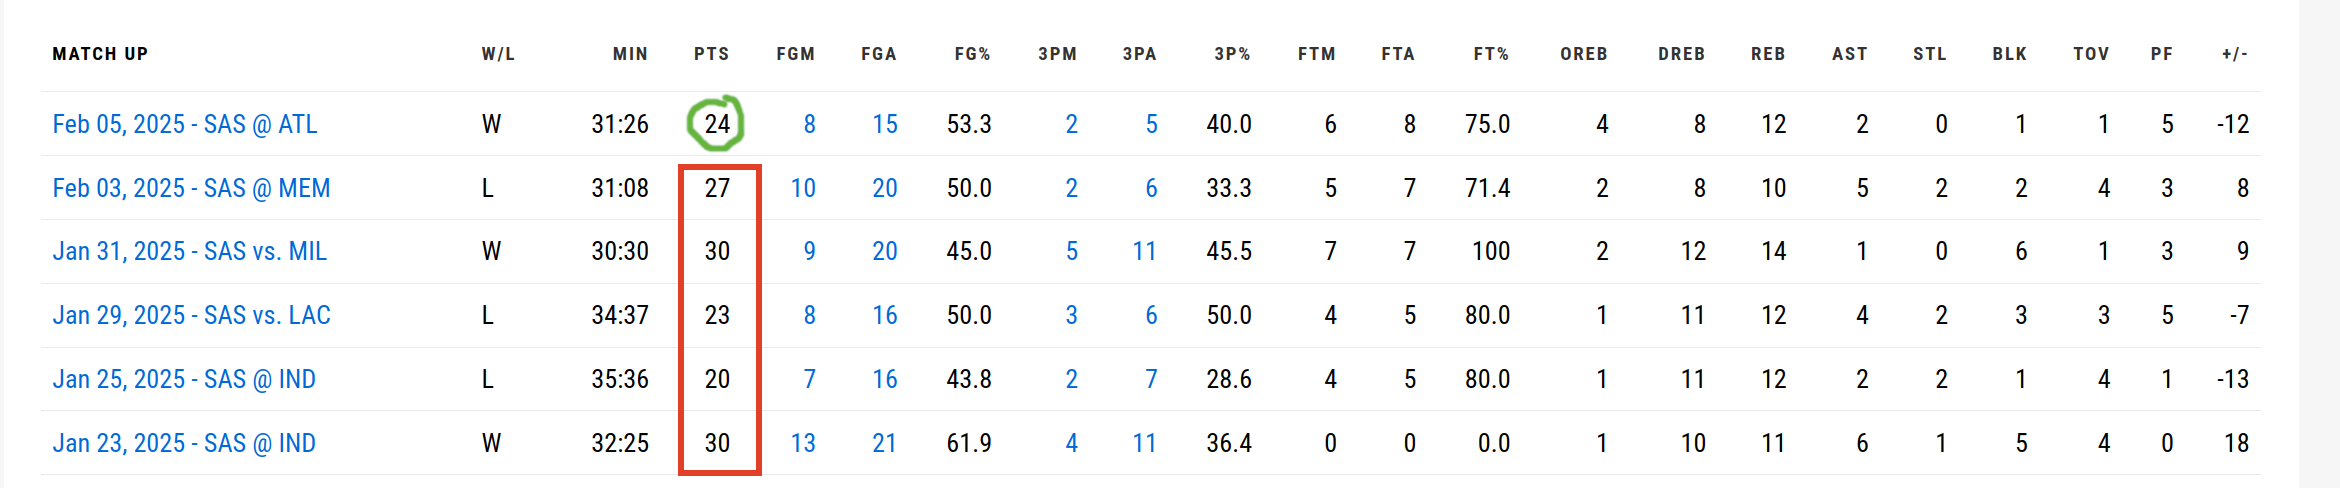 MATCH UP W/L MIN PTS FGM FGA FG% 3PM 3PA 3P% FTM FTA FT% OREB DREB REB AST STL BLK TOV PF +/-
Feb 05, 2025 - SAS @ ATL W 31:26 24 8 15 53.3 2 5 40.0 6 8 75.0 4 8 12 2 0 1 1 5 -12
Feb 03, 2025 - SAS @ MEM L 31:08 27 10 20 50.0 2 6 33.3 5 7 71.4 2 8 10 5 2 2 4 3 8
Jan 31, 2025 - SAS vs. MIL W 30:30 30 9 20 45.0 5 11 45.5 7 7 100 2 12 14 1 0 6 1 3 9
Jan 29, 2025 - SAS vs. LAC L 34:37 23 8 16 50.0 3 6 50.0 4 5 80.0 1 11 12 4 2 3 3 5 -7
Jan 25, 2025 - SAS @ IND L 35:36 20 7 16 43.8 2 7 28.6 4 5 80.0 1 11 12 2 2 1 4 1 -13
Jan 23, 2025 - SAS @ IND W 32:25 30 13 21 61.9 4 11 36.4 0 0 0.0 1 10 11 6 1 5 4 0 18